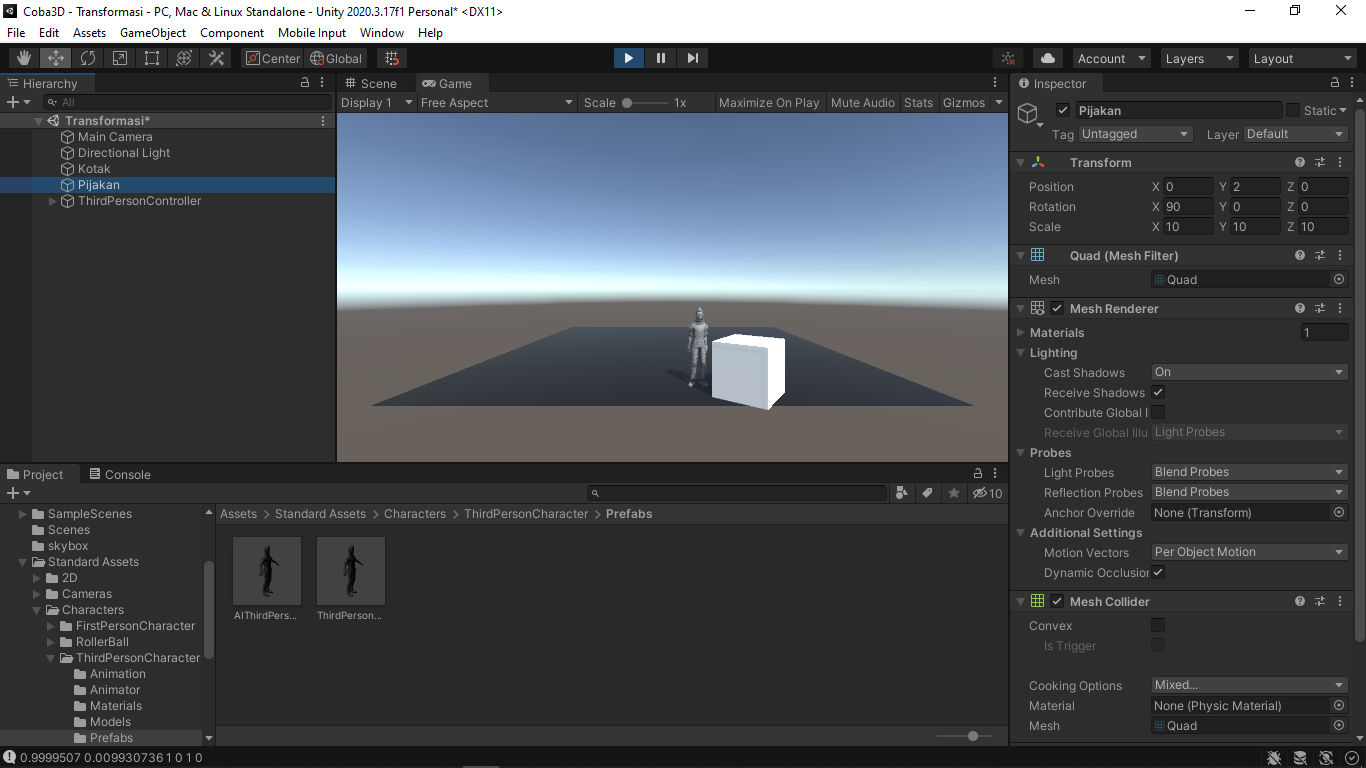 Coba3D - Transformasi - PC, Mac & Linux Standalone - Unity 2020.3.17f1 Personal* <DX11>
File Edit Assets GameObject Component Mobile Input Window Help
Center Global Account Layers Layout
Hierarchy
All
Transformasi*
Main Camera
Directional Light
Kotak
Pijakan
ThirdPersonController
Scene Game
Display 1 Free Aspect Scale 1x Maximize On Play Mute Audio Stats Gizmos
Inspector
Pijakan Static
Tag Untagged Layer Default
Transform
Position X 0 Y 2 Z 0
Rotation X 90 Y 0 Z 0
Scale X 10 Y 10 Z 10
Quad (Mesh Filter)
Mesh Quad
Mesh Renderer
Materials 1
Lighting
Cast Shadows On
Receive Shadows
Contribute Global I
Receive Global Illu Light Probes
Probes
Light Probes Blend Probes
Reflection Probes Blend Probes
Anchor Override None (Transform)
Additional Settings
Motion Vectors Per Object Motion
Dynamic Occlusion
Mesh Collider
Convex
Is Trigger
Cooking Options Mixed...
Material None (Physic Material)
Mesh Quad
Project Console
10
SampleScenes
Scenes
skybox
Standard Assets
2D
Cameras
Characters
FirstPersonCharacter
RollerBall
ThirdPersonCharacter
Animation
Animator
Materials
Models
Prefabs
Assets > Standard Assets > Characters > ThirdPersonCharacter > Prefabs
AIThirdPers... ThirdPerson...
0.9999507 0.009930736 1 0 1 0